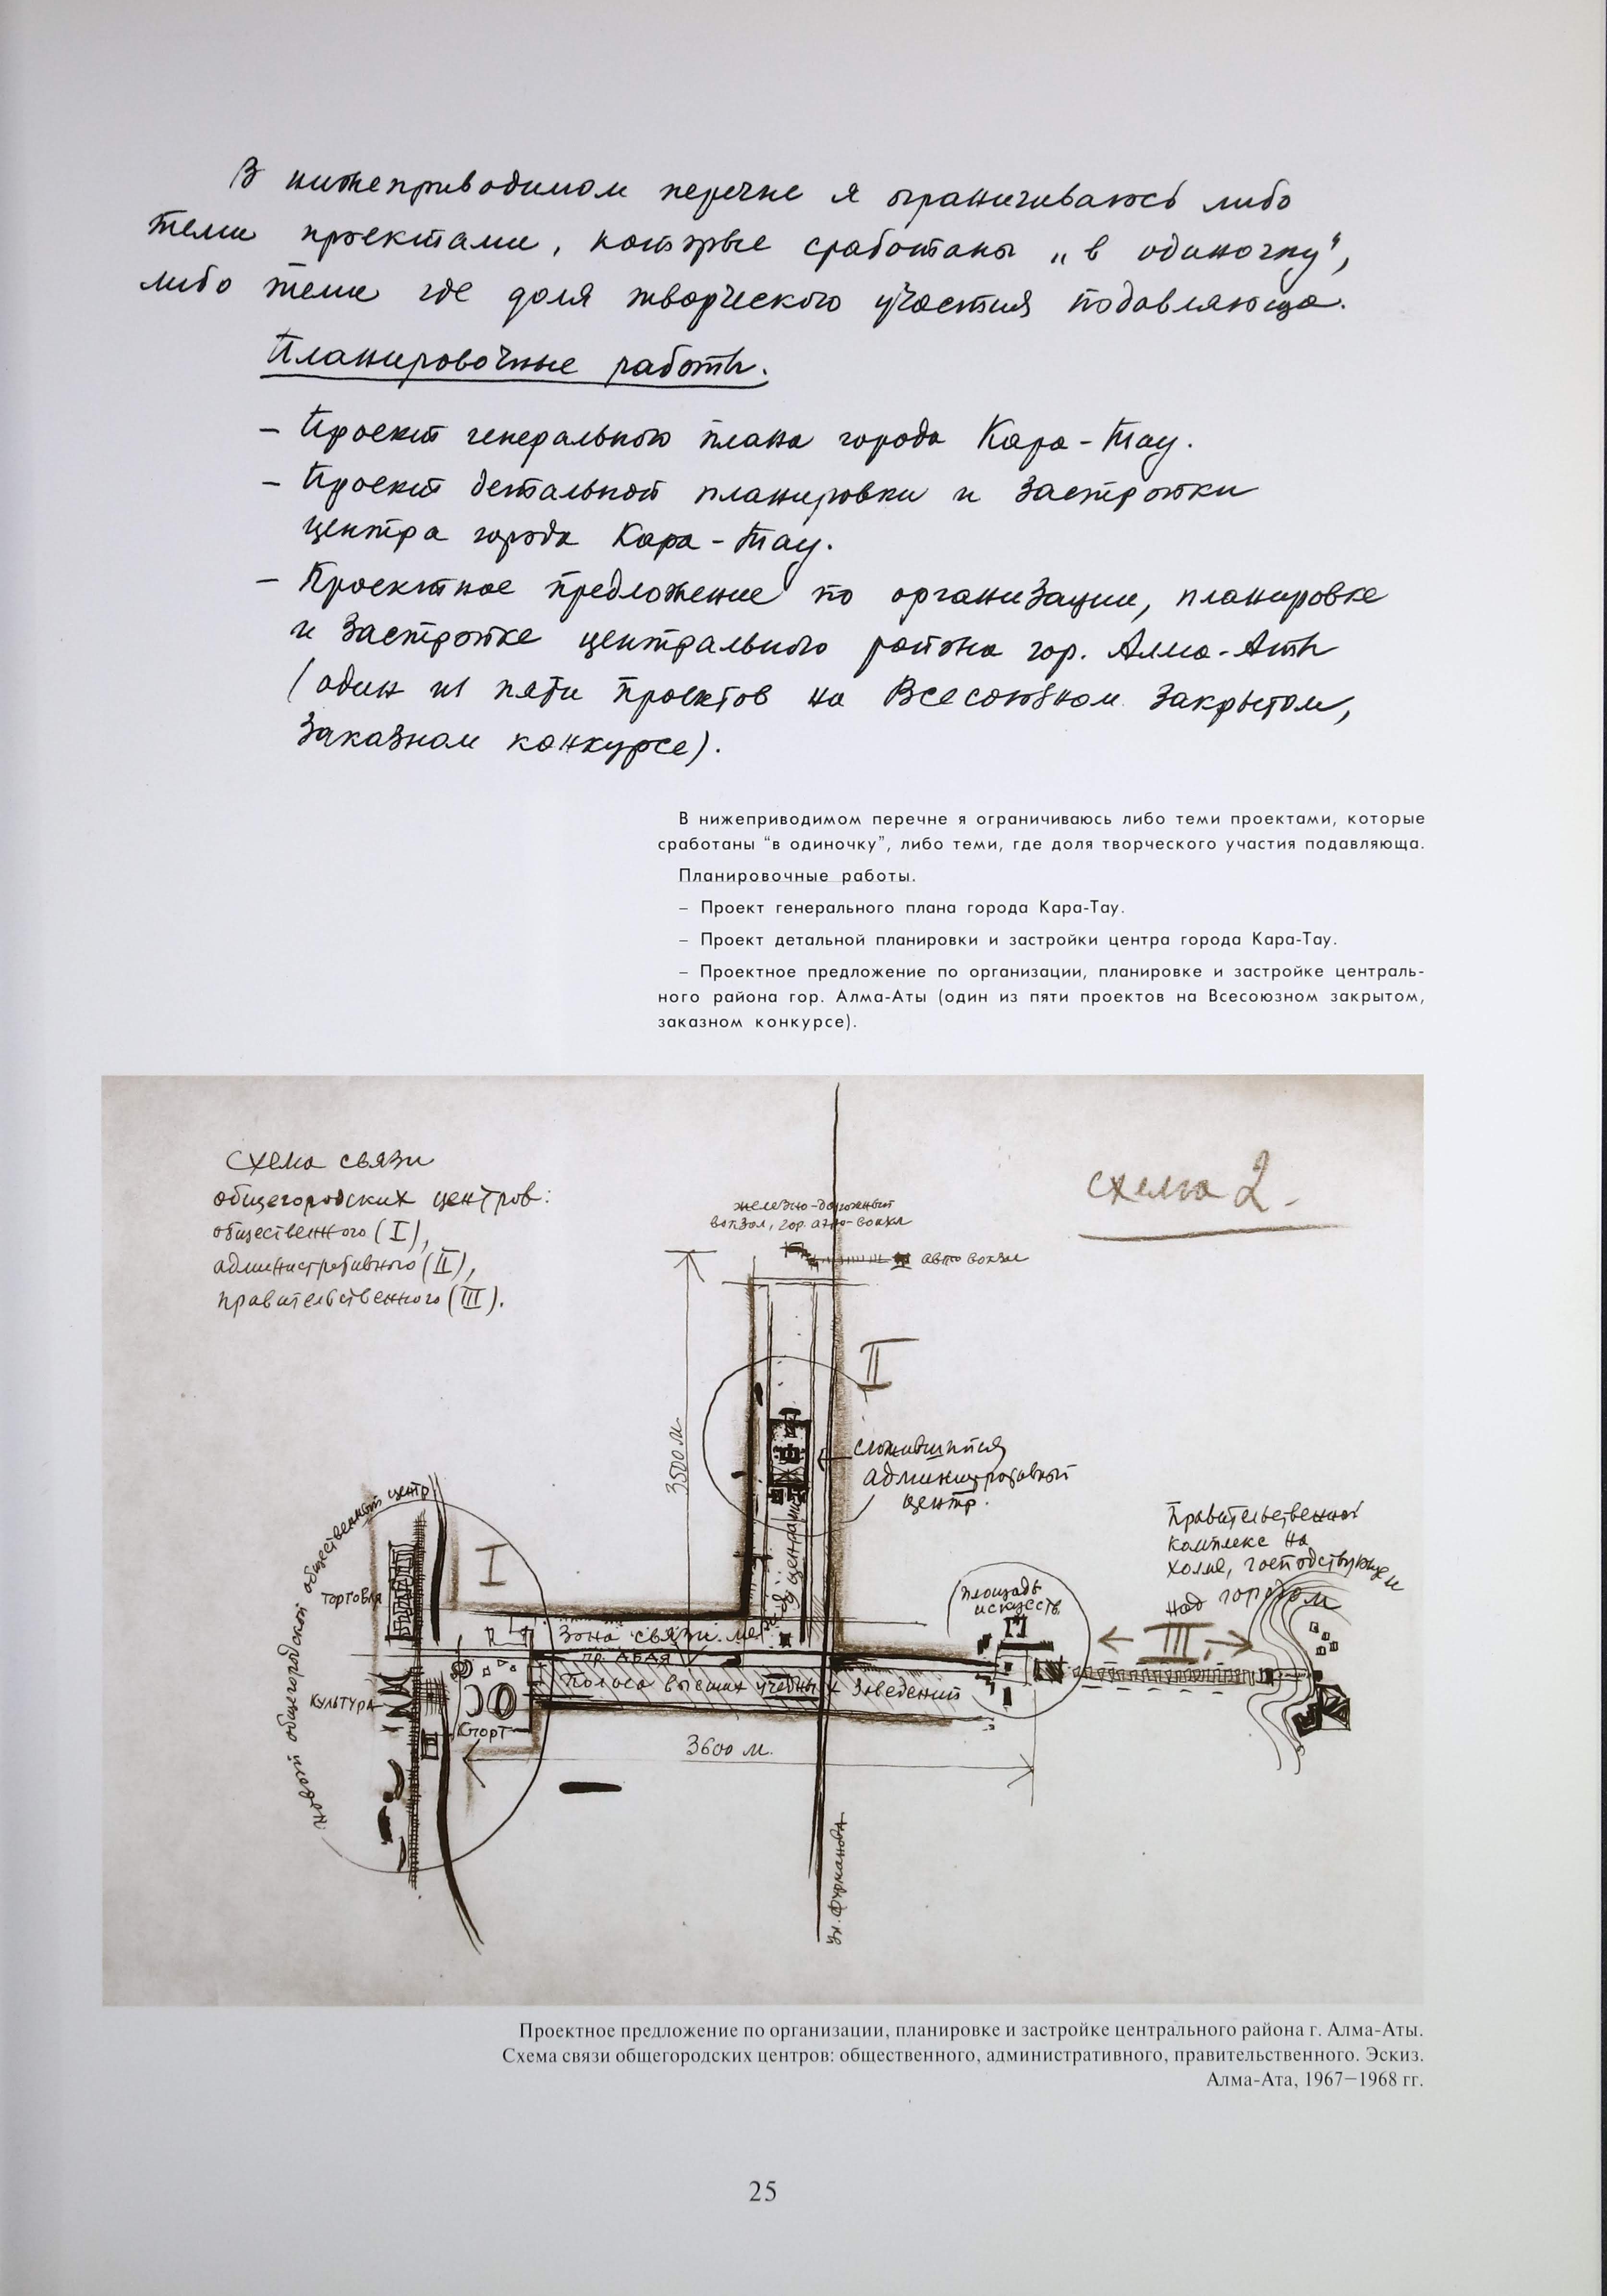 В нижеприводимом перечне я ограничиваюсь либо
теми проектами, которые сработаны „в одиночку",
либо теми где доля творческого участия подавляюща.
Планировочные работы.
– Проект генерального плана города Кара-Тау.
– Проект детальной планировки и застройки
центра города Кара-Тау.
– Проектное предложение по организации, планировке
и застройке центрального района гор. Алма-Аты
(один из пяти проектов на Всесоюзном закрытом,
заказном конкурсе).
В нижеприводимом перечне я ограничиваюсь либо теми проектами, которые
сработаны “в одиночку”, либо теми, где доля творческого участия подавляюща.
Планировочные работы.
– Проект генерального плана города Кара-Тау.
– Проект детальной планировки и застройки центра города Кара-Тау.
– Проектное предложение по организации, планировке и застройке централь-
ного района гор. Алма-Аты (один из пяти проектов на Всесоюзном закрытом,
заказном конкурсе).
Схема связи
общегородских центров:
общественного (I),
административного (II),
правительственного (III).
схема 2.
железно-дорожный
вокзал, гор. аэро-вокзал
авто вокзал
II
3500 м.
сложившийся
административный
центр.
Правительственный
комплекс на
холме, господствующем
над городом
новый общегородской общественный центр
I
Торговля
площадь
искусств
III
Зона связи между центрами
пр. АБАЯ
Полоса высших учебных заведений
культура
Спорт
3600 м.
ул. Фурманова
Проектное предложение по организации, планировке и застройке центрального района г. Алма-Аты.
Схема связи общегородских центров: общественного, административного, правительственного. Эскиз.
Алма-Ата, 1967–1968 гг.
25